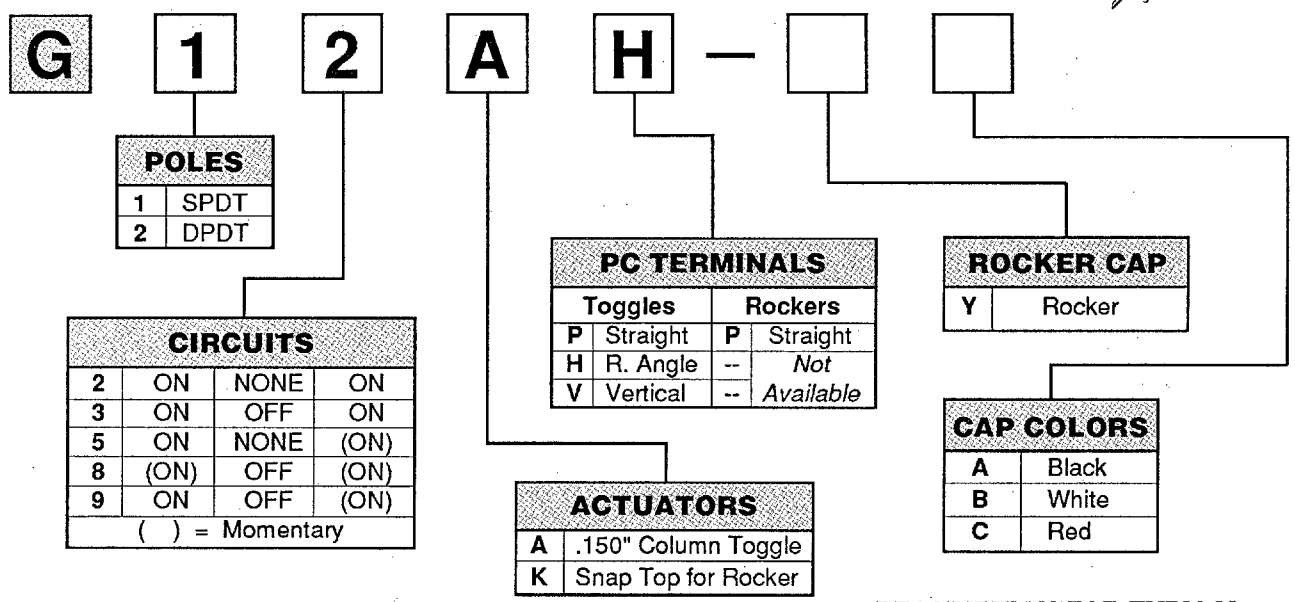 G 1 2 A H –
POLES
1 SPDT
2 DPDT
PC TERMINALS
Toggles Rockers
P Straight P Straight
H R. Angle -- Not
V Vertical -- Available
ROCKER CAP
Y Rocker
CIRCUITS
2 ON NONE ON
3 ON OFF ON
5 ON NONE (ON)
8 (ON) OFF (ON)
9 ON OFF (ON)
( ) = Momentary
ACTUATORS
A .150" Column Toggle
K Snap Top for Rocker
CAP COLORS
A Black
B White
C Red